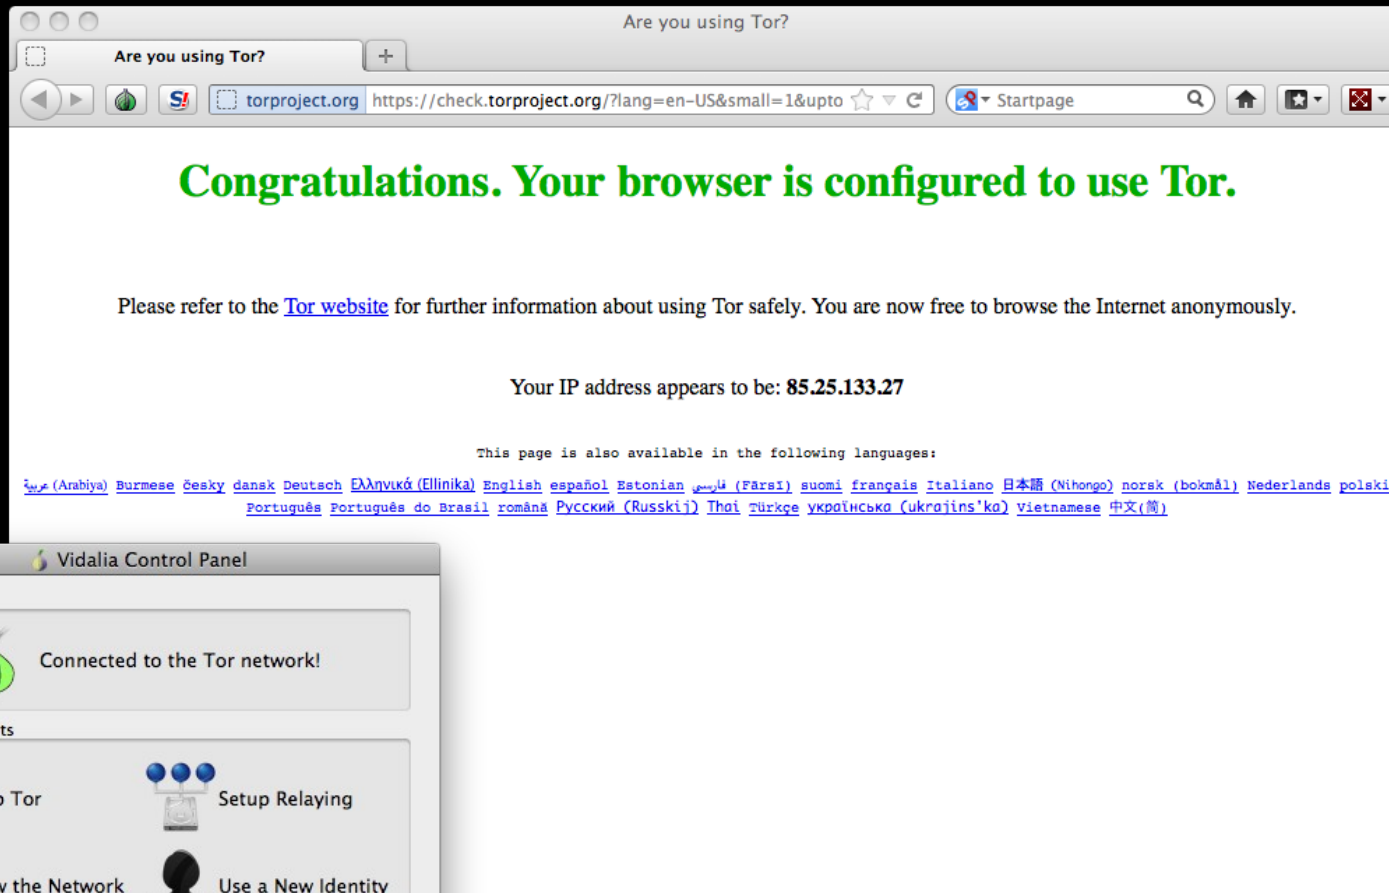 Are you using Tor?
Are you using Tor?
torproject.org https://check.torproject.org/?lang=en-US&small=1&upto
Startpage
Congratulations. Your browser is configured to use Tor.
Please refer to the Tor website for further information about using Tor safely. You are now free to browse the Internet anonymously.
Your IP address appears to be: 85.25.133.27
This page is also available in the following languages:
عربية (Arabiya) Burmese česky dansk Deutsch Ελληνικά (Ellinika) English español Estonian فارسی (Fārsī) suomi français Italiano 日本語 (Nihongo) norsk (bokmål) Nederlands polski
Português Português do Brasil română Русский (Russkij) Thai Türkçe українська (ukrajins'ka) Vietnamese 中文(简)
Vidalia Control Panel
Connected to the Tor network!
Tor
Setup Relaying
the Network
Use a New Identity